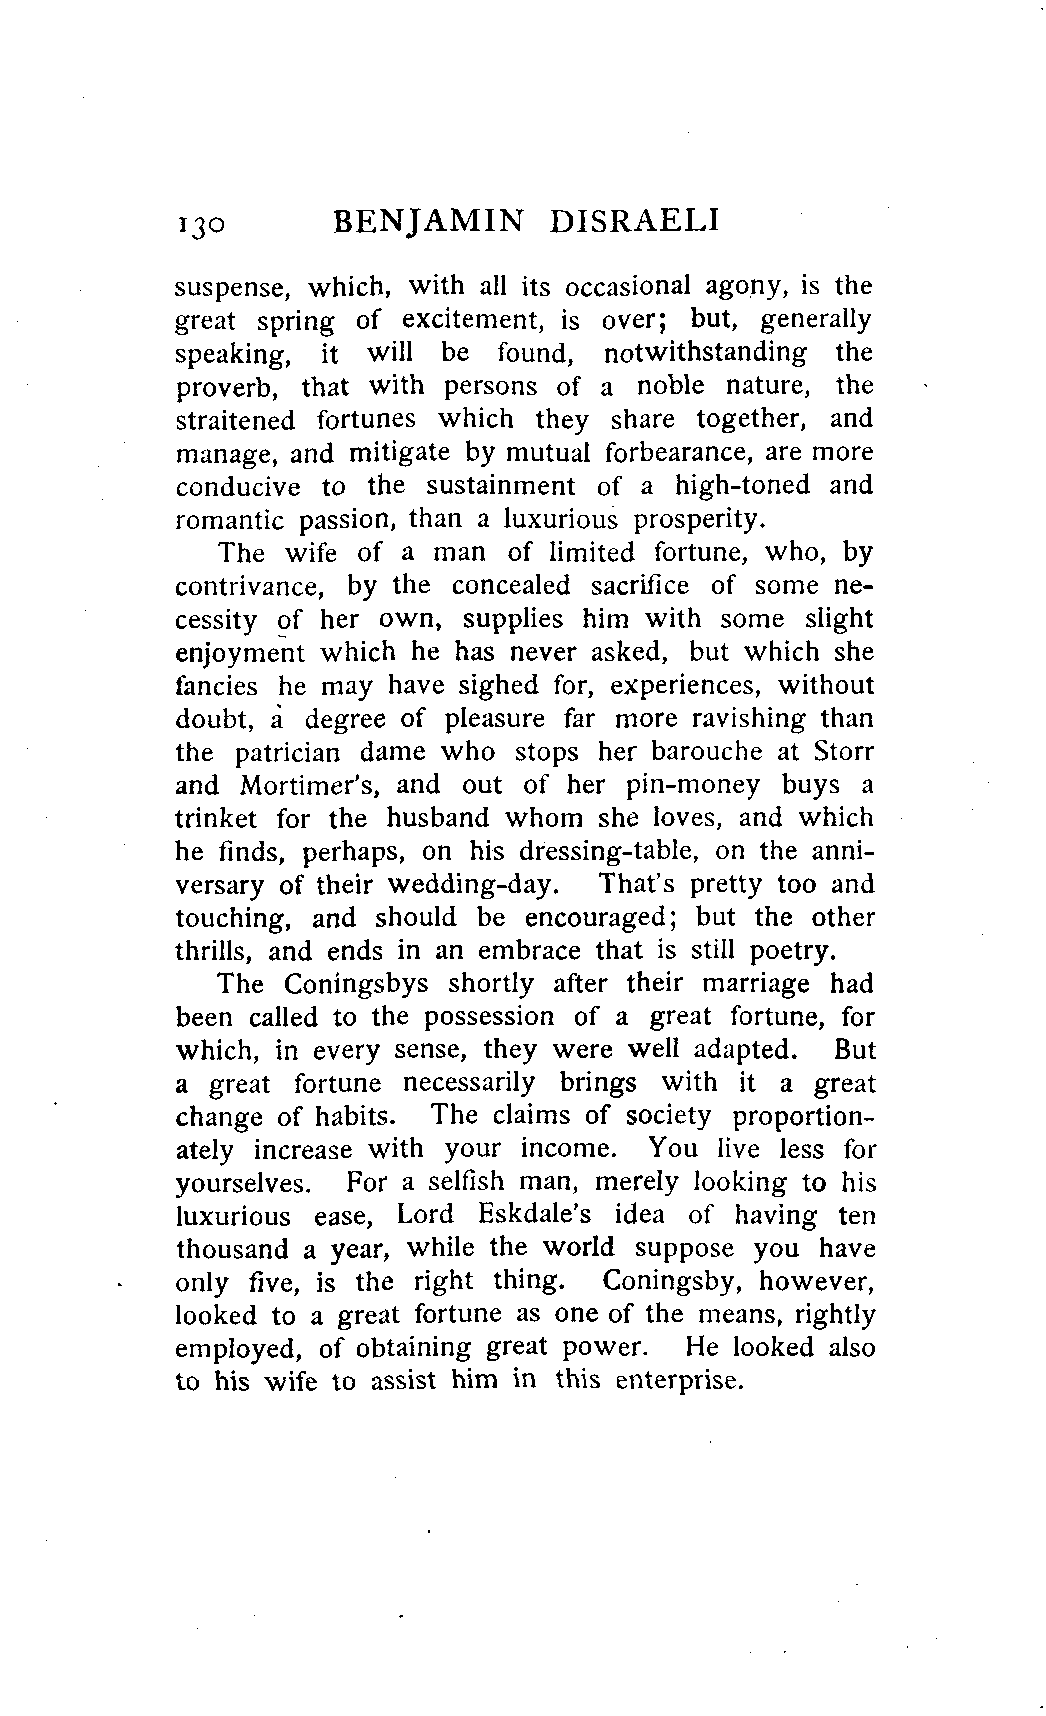 130 BENJAMIN DISRAELI
suspense, which, with all its occasional agony, is the
great spring of excitement, is over; but, generally
speaking, it will be found, notwithstanding the
proverb, that with persons of a noble nature, the
straitened fortunes which they share together, and
manage, and mitigate by mutual forbearance, are more
conducive to the sustainment of a high-toned and
romantic passion, than a luxurious prosperity.
The wife of a man of limited fortune, who, by
contrivance, by the concealed sacrifice of some ne-
cessity of her own, supplies him with some slight
enjoyment which he has never asked, but which she
fancies he may have sighed for, experiences, without
doubt, a degree of pleasure far more ravishing than
the patrician dame who stops her barouche at Storr
and Mortimer's, and out of her pin-money buys a
trinket for the husband whom she loves, and which
he finds, perhaps, on his dressing-table, on the anni-
versary of their wedding-day. That's pretty too and
touching, and should be encouraged; but the other
thrills, and ends in an embrace that is still poetry.
The Coningsbys shortly after their marriage had
been called to the possession of a great fortune, for
which, in every sense, they were well adapted. But
a great fortune necessarily brings with it a great
change of habits. The claims of society proportion-
ately increase with your income. You live less for
yourselves. For a selfish man, merely looking to his
luxurious ease, Lord Eskdale's idea of having ten
thousand a year, while the world suppose you have
only five, is the right thing. Coningsby, however,
looked to a great fortune as one of the means, rightly
employed, of obtaining great power. He looked also
to his wife to assist him in this enterprise.